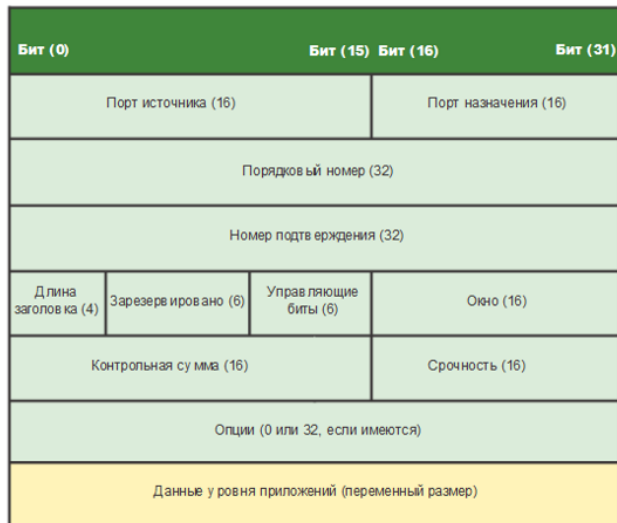 Бит (0) Бит (15) Бит (16) Бит (31)
Порт источника (16) Порт назначения (16)
Порядковый номер (32)
Номер подтверждения (32)
Длина заголовка (4) Зарезервировано (6) Управляющие биты (6) Окно (16)
Контрольная сумма (16) Срочность (16)
Опции (0 или 32, если имеются)
Данные уровня приложений (переменный размер)